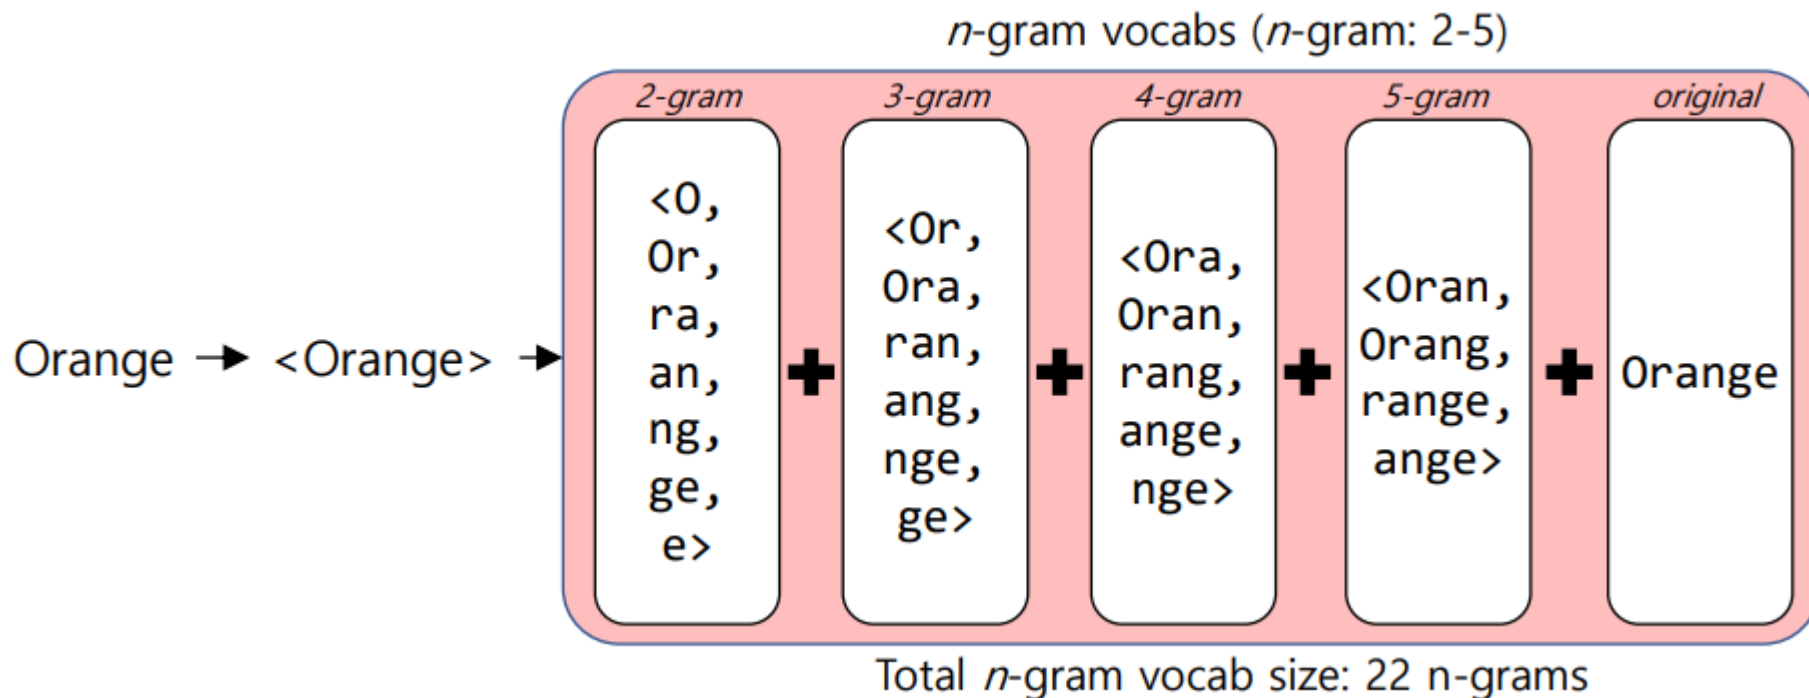 n-gram vocabs (n-gram: 2-5)
2-gram
3-gram
4-gram
5-gram
original
Orange → <Orange> →
<O,
Or,
ra,
an,
ng,
ge,
e>
+
<Or,
Ora,
ran,
ang,
nge,
ge>
+
<Ora,
Oran,
rang,
ange,
nge>
+
<Oran,
Orang,
range,
ange>
+
Orange
Total n-gram vocab size: 22 n-grams